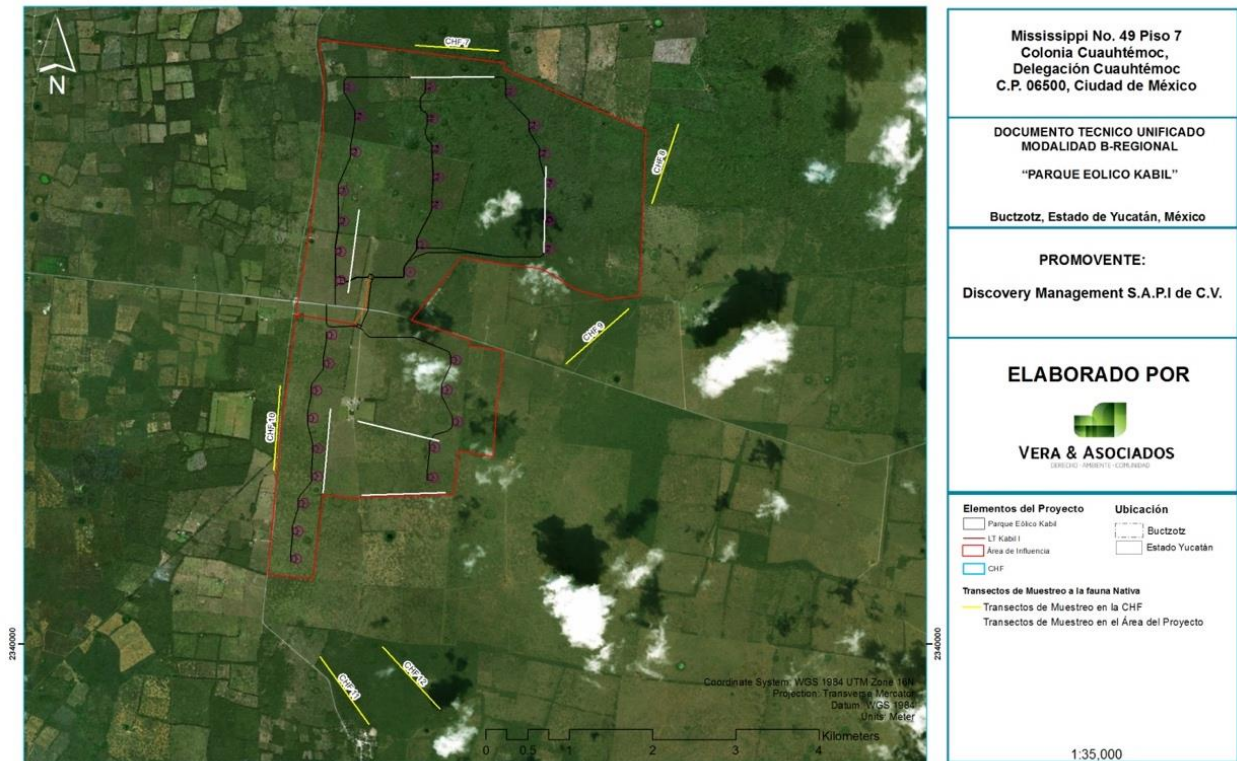 N
CHF 7
CHF 8
CHF 9
CHF 10
CHF 11
CHF 12
2340000
2340000
Coordinate System: WGS 1984 UTM Zone 16N
Projection: Transverse Mercator
Datum: WGS 1984
Units: Meter
Kilometers
0 0.5 1 2 3 4
Mississippi No. 49 Piso 7
Colonia Cuauhtémoc,
Delegación Cuauhtémoc
C.P. 06500, Ciudad de México
DOCUMENTO TECNICO UNIFICADO
MODALIDAD B-REGIONAL
“PARQUE EOLICO KABIL”
Buctzotz, Estado de Yucatán, México
PROMOVENTE:
Discovery Management S.A.P.I de C.V.
ELABORADO POR
VERA & ASOCIADOS
DERECHO · AMBIENTE · COMUNIDAD
Elementos del Proyecto
Parque Eólico Kabil
LT Kabil I
Área de Influencia
CHF
Ubicación
Buctzotz
Estado Yucatán
Transectos de Muestreo a la fauna Nativa
Transectos de Muestreo en la CHF
Transectos de Muestreo en el Área del Proyecto
1:35,000